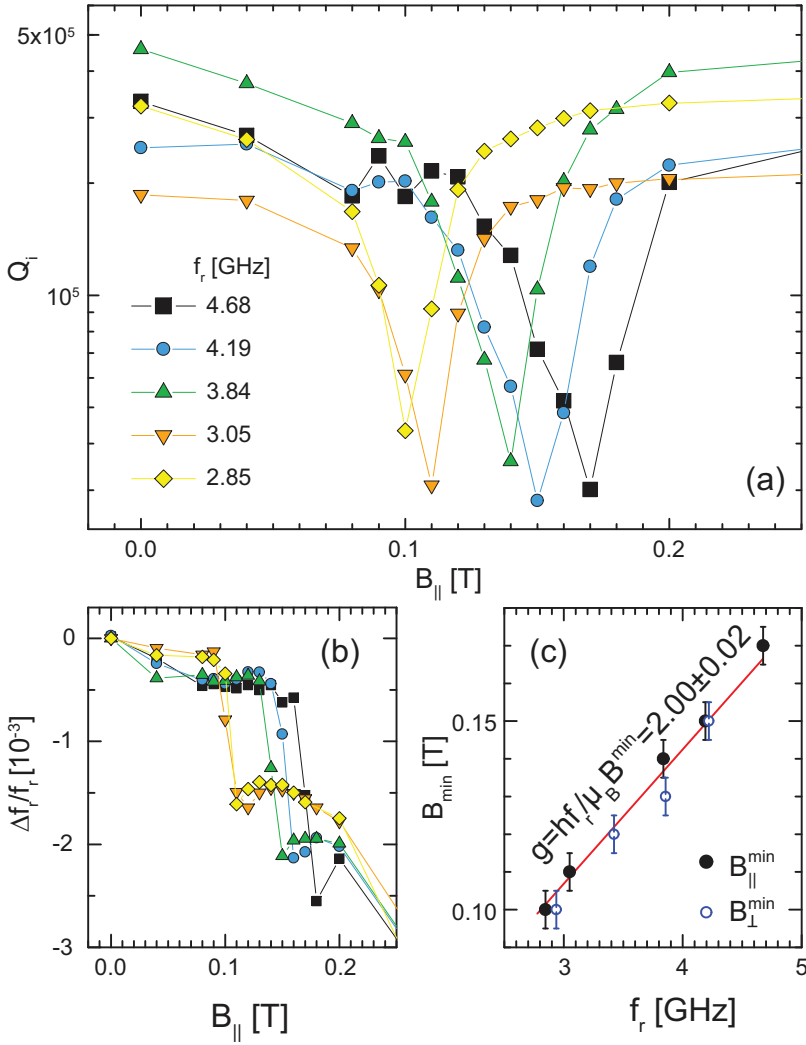 5x10⁵
10⁵
Q_i
f_r [GHz]
4.68
4.19
3.84
3.05
2.85
(a)
0.0 0.1 0.2
B_|| [T]
(b)
0
-1
-2
-3
Δf_r/f_r [10⁻³]
0.0 0.1 0.2
B_|| [T]
(c)
0.15
0.10
B_min [T]
g=hf_r/μ_B B^min=2.00±0.02
B_||^min
B_⊥^min
3 4 5
f_r [GHz]